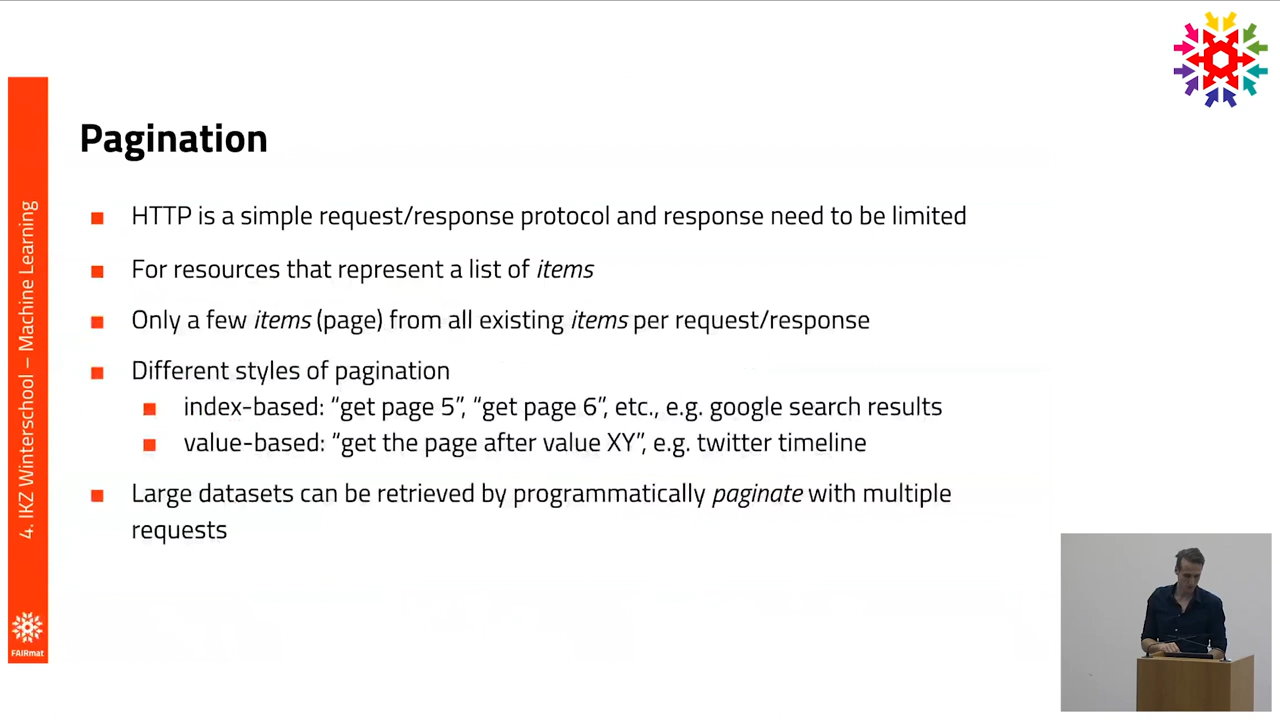 Pagination
HTTP is a simple request/response protocol and response need to be limited
For resources that represent a list of items
Only a few items (page) from all existing items per request/response
Different styles of pagination
index-based: “get page 5”, “get page 6”, etc., e.g. google search results
value-based: “get the page after value XY”, e.g. twitter timeline
Large datasets can be retrieved by programmatically paginate with multiple
requests
4. IKZ Winterschool – Machine Learning
FAIRmat